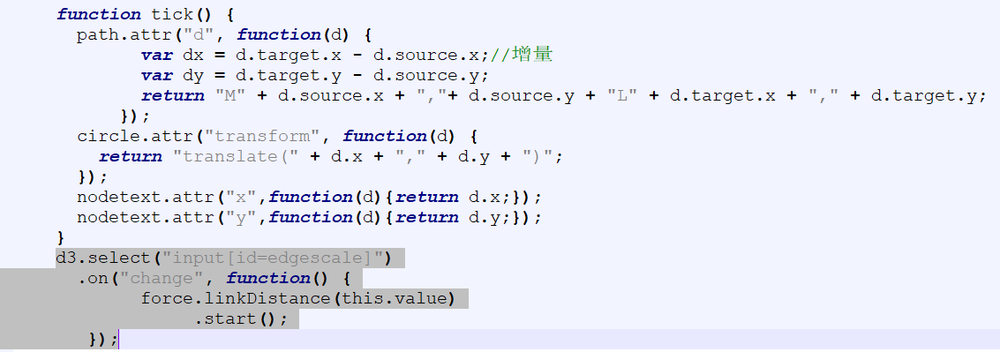 function tick() {
path.attr("d", function(d) {
var dx = d.target.x - d.source.x;//增量
var dy = d.target.y - d.source.y;
return "M" + d.source.x + ","+ d.source.y + "L" + d.target.x + "," + d.target.y;
});
circle.attr("transform", function(d) {
return "translate(" + d.x + "," + d.y + ")";
});
nodetext.attr("x",function(d){return d.x;});
nodetext.attr("y",function(d){return d.y;});
}
d3.select("input[id=edgescale]")
.on("change", function() {
force.linkDistance(this.value)
.start();
});